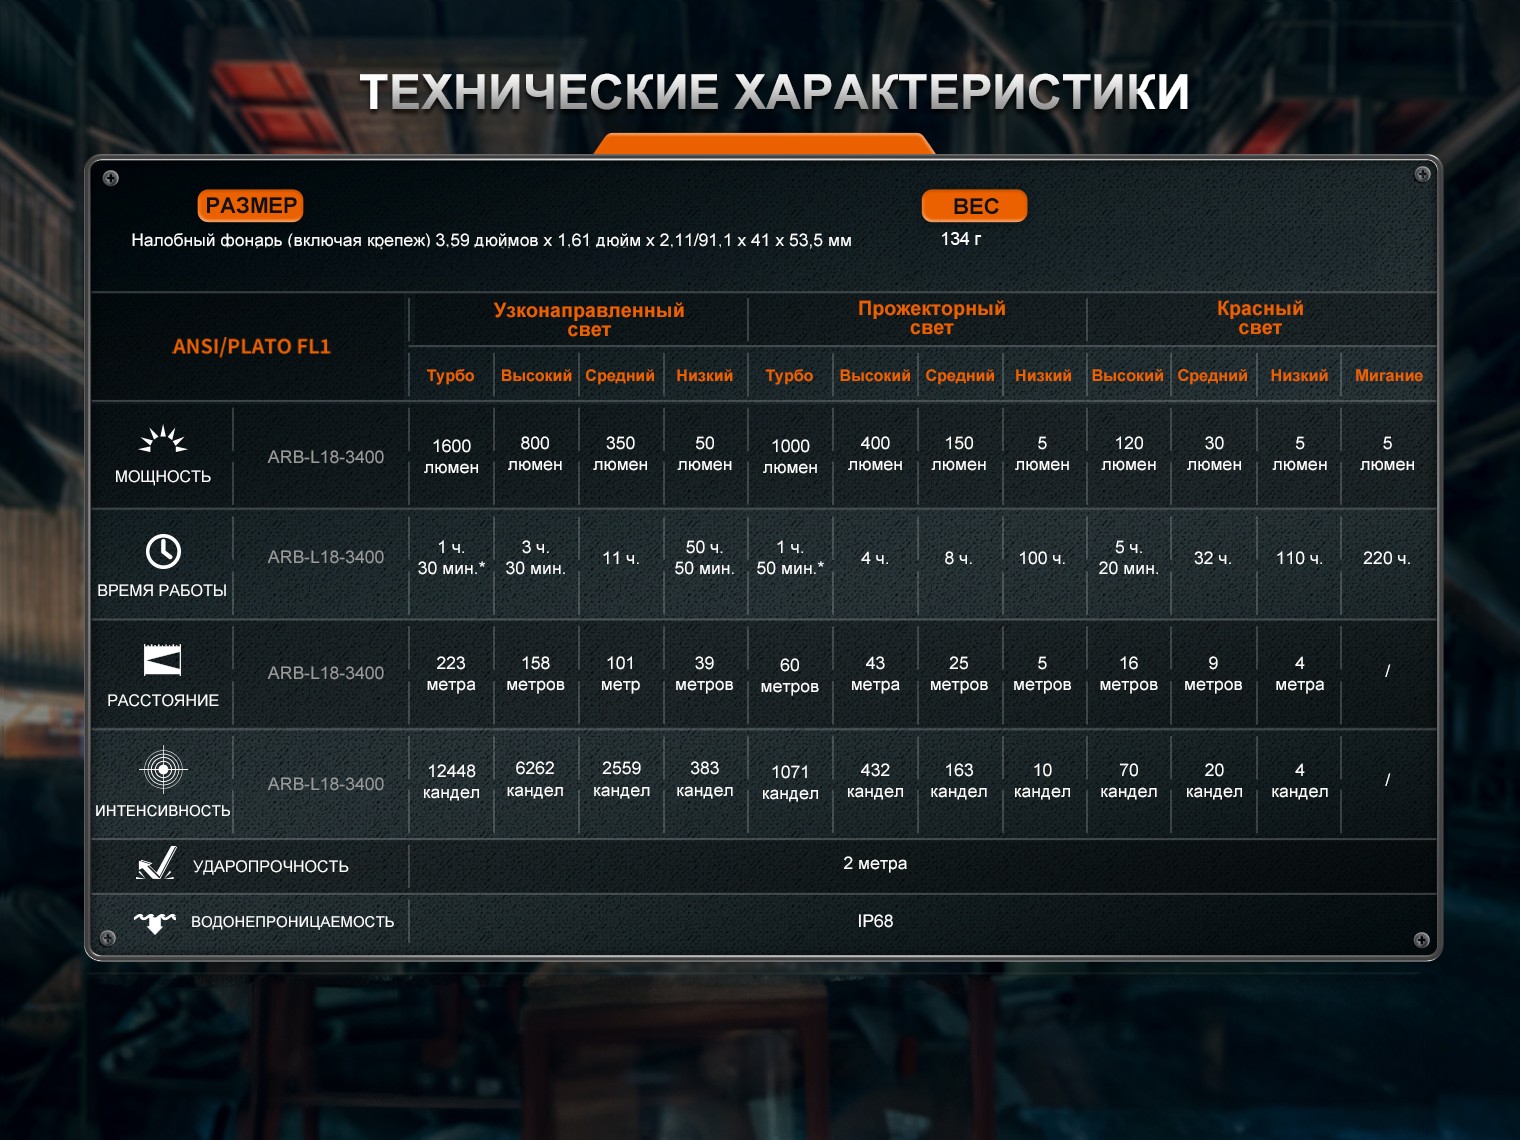 ТЕХНИЧЕСКИЕ ХАРАКТЕРИСТИКИ
РАЗМЕР
ВЕС
Налобный фонарь (включая крепеж) 3,59 дюймов x 1,61 дюйм x 2,11/91,1 x 41 x 53,5 мм
134 г
ANSI/PLATO FL1
Узконаправленный
свет
Прожекторный
свет
Красный
свет
Турбо Высокий Средний Низкий Турбо Высокий Средний Низкий Высокий Средний Низкий Мигание
МОЩНОСТЬ
ARB-L18-3400
1600 800 350 50 1000 400 150 5 120 30 5 5
люмен люмен люмен люмен люмен люмен люмен люмен люмен люмен люмен люмен
ВРЕМЯ РАБОТЫ
ARB-L18-3400
1 ч. 3 ч. 11 ч. 50 ч. 1 ч. 4 ч. 8 ч. 100 ч. 5 ч. 32 ч. 110 ч. 220 ч.
30 мин.* 30 мин. 50 мин. 50 мин.* 20 мин.
РАССТОЯНИЕ
ARB-L18-3400
223 158 101 39 60 43 25 5 16 9 4 /
метра метров метр метров метров метра метров метров метров метров метра
ИНТЕНСИВНОСТЬ
ARB-L18-3400
12448 6262 2559 383 1071 432 163 10 70 20 4 /
кандел кандел кандел кандел кандел кандел кандел кандел кандел кандел кандел
УДАРОПРОЧНОСТЬ
2 метра
ВОДОНЕПРОНИЦАЕМОСТЬ
IP68